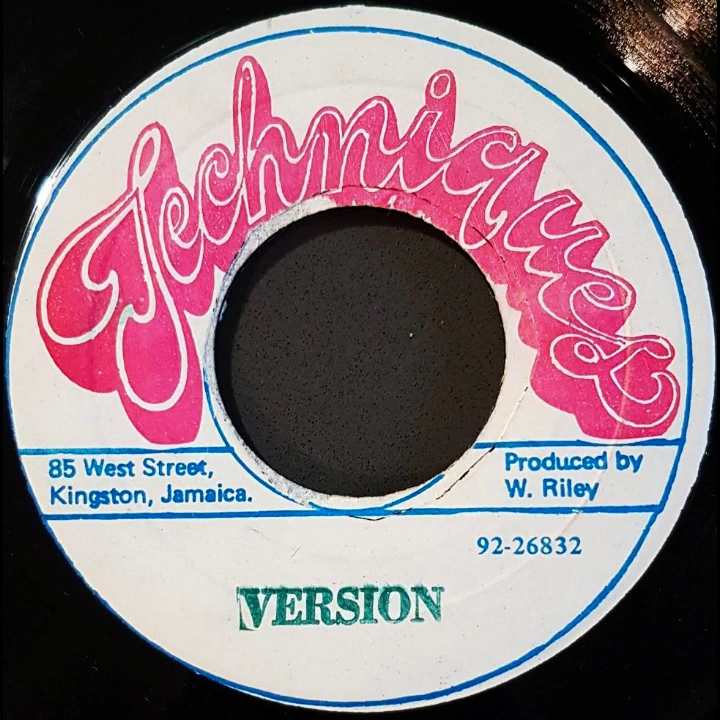 Techniques
85 West Street,
Kingston, Jamaica.
Produced by
W. Riley
92-26832
VERSION